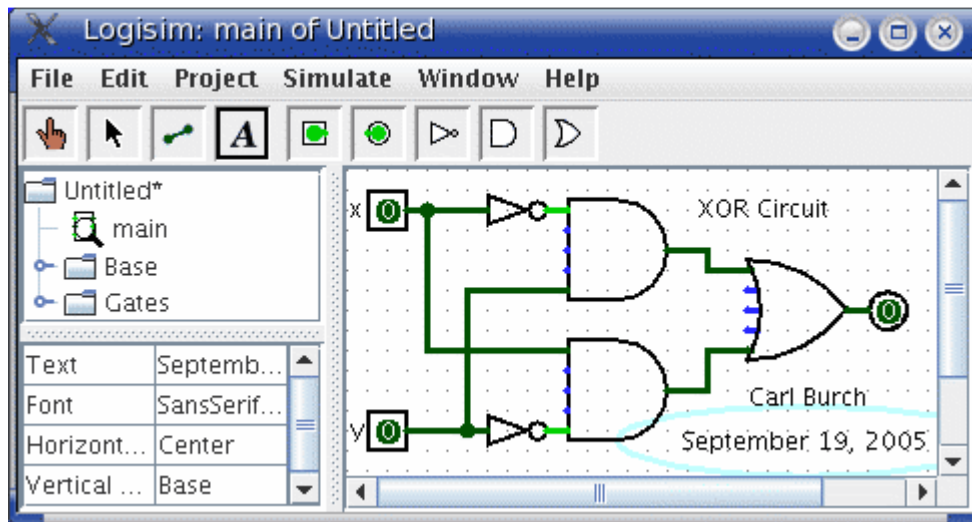 Logisim: main of Untitled
File Edit Project Simulate Window Help
A
Untitled*
main
Base
Gates
Text Septemb...
Font SansSerif...
Horizont... Center
Vertical ... Base
x 0
XOR Circuit
0
y 0
Carl Burch
September 19, 2005